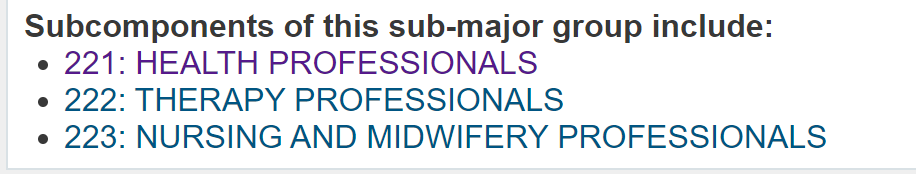 Subcomponents of this sub-major group include:
• 221: HEALTH PROFESSIONALS
• 222: THERAPY PROFESSIONALS
• 223: NURSING AND MIDWIFERY PROFESSIONALS